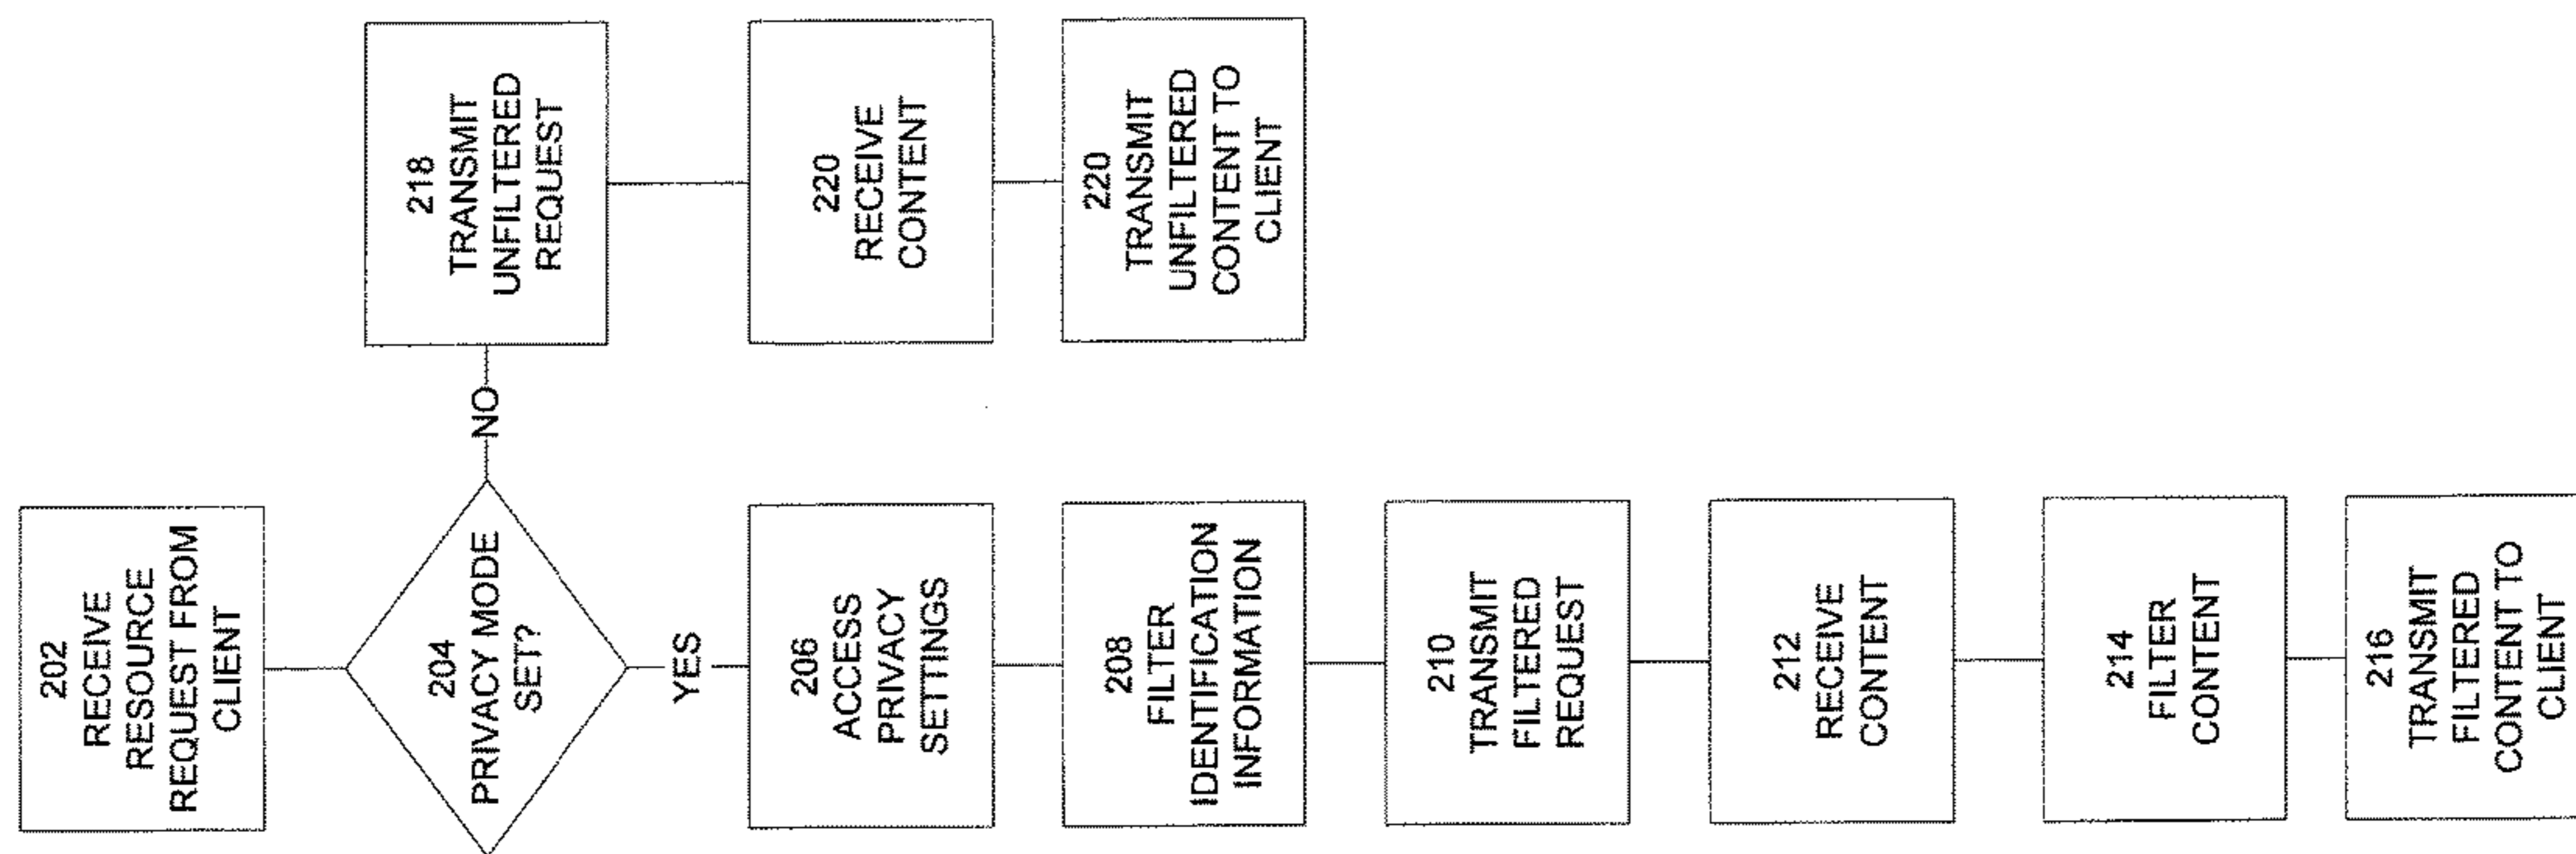 202
RECEIVE
RESOURCE
REQUEST FROM
CLIENT
204
PRIVACY MODE
SET?
NO
YES
206
ACCESS
PRIVACY
SETTINGS
208
FILTER
IDENTIFICATION
INFORMATION
210
TRANSMIT
FILTERED
REQUEST
212
RECEIVE
CONTENT
214
FILTER
CONTENT
216
TRANSMIT
FILTERED
CONTENT TO
CLIENT
218
TRANSMIT
UNFILTERED
REQUEST
220
RECEIVE
CONTENT
220
TRANSMIT
UNFILTERED
CONTENT TO
CLIENT